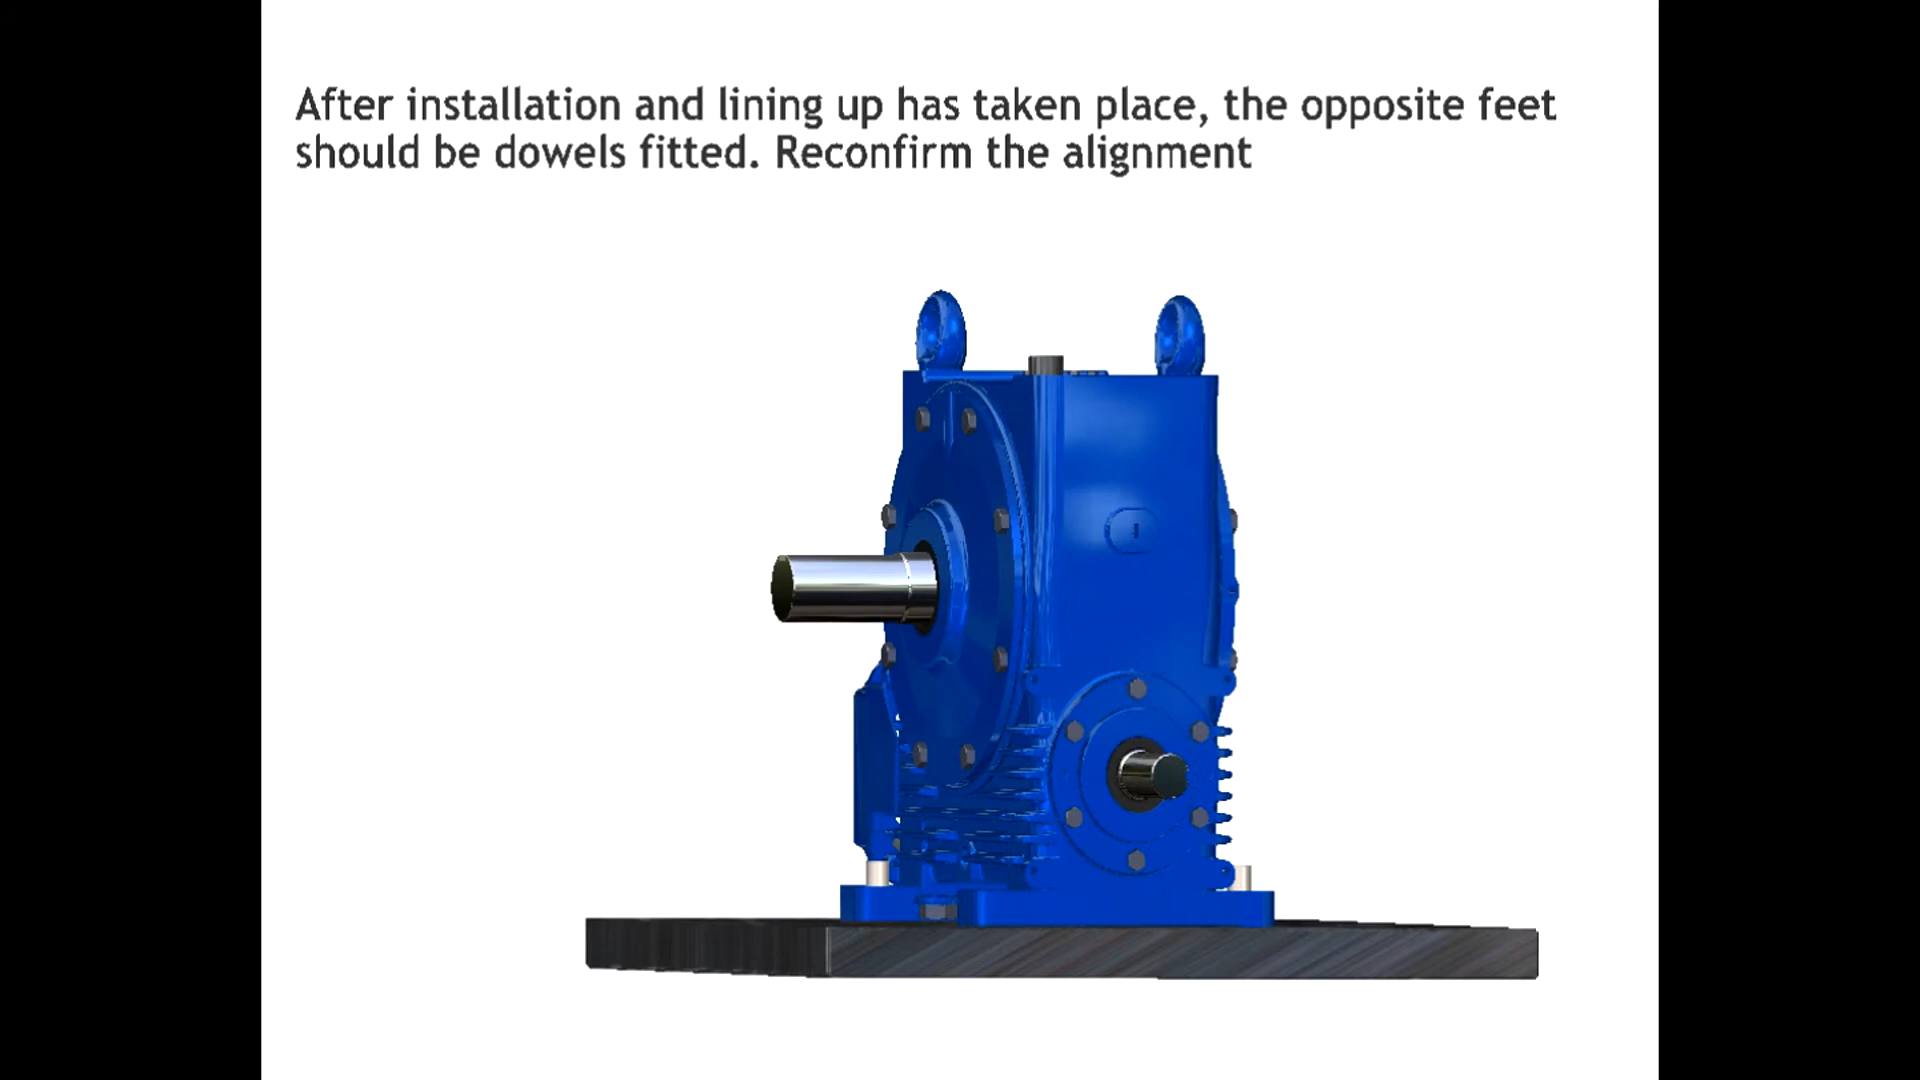 After installation and lining up has taken place, the opposite feet
should be dowels fitted. Reconfirm the alignment